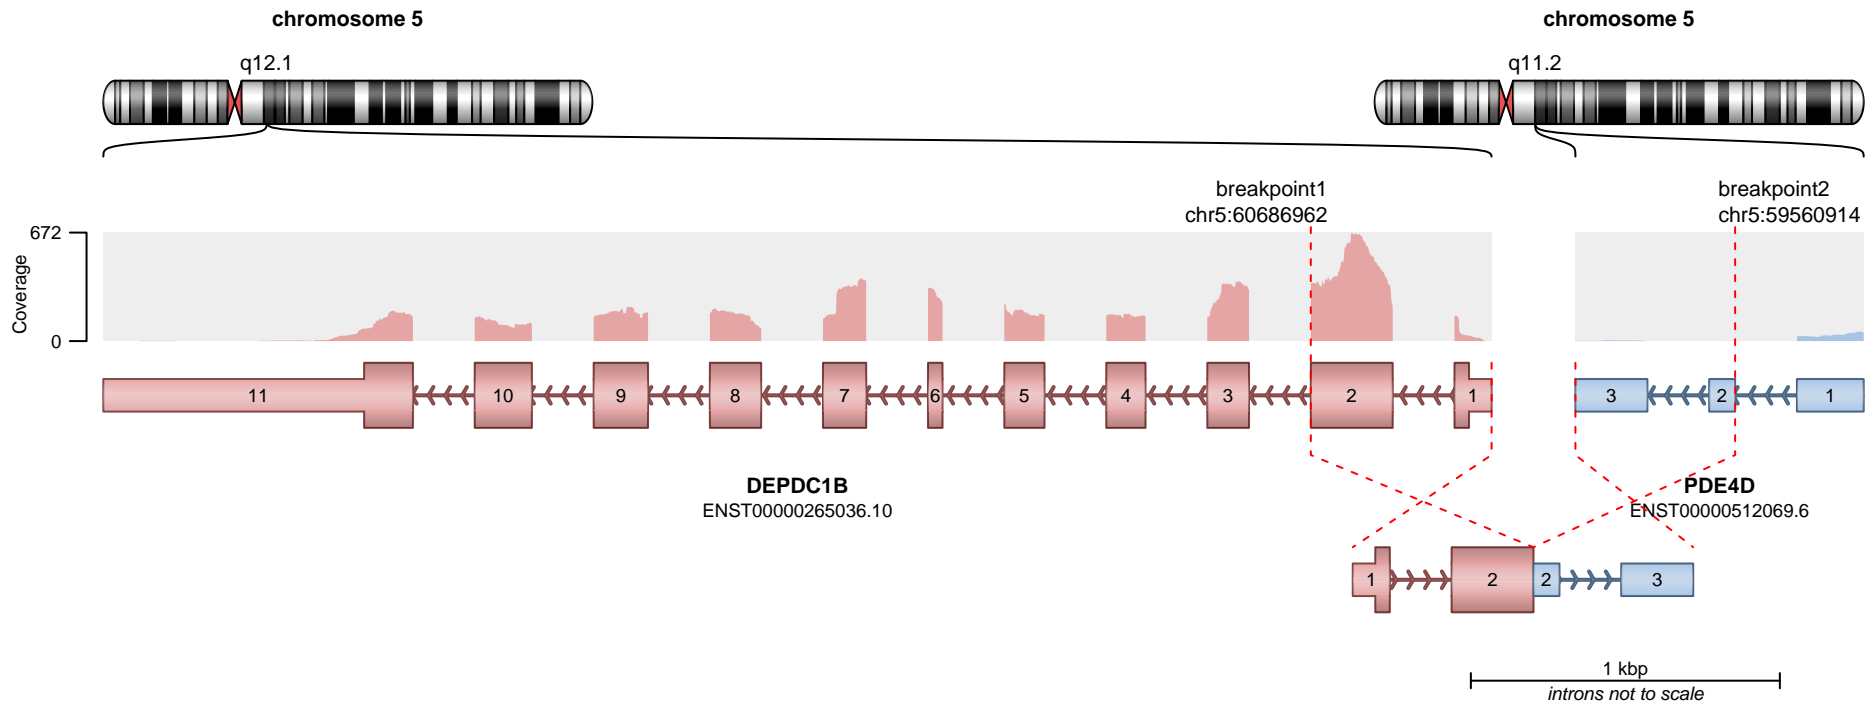 chromosome 5
chromosome 5
q12.1
q11.2
breakpoint1
chr5:60686962
breakpoint2
chr5:59560914
672
Coverage
0
11
10
9
8
7
6
5
4
3
2
1
3
2
1
DEPDC1B
ENST00000265036.10
PDE4D
ENST00000512069.6
1
2
2
3
1 kbp
introns not to scale